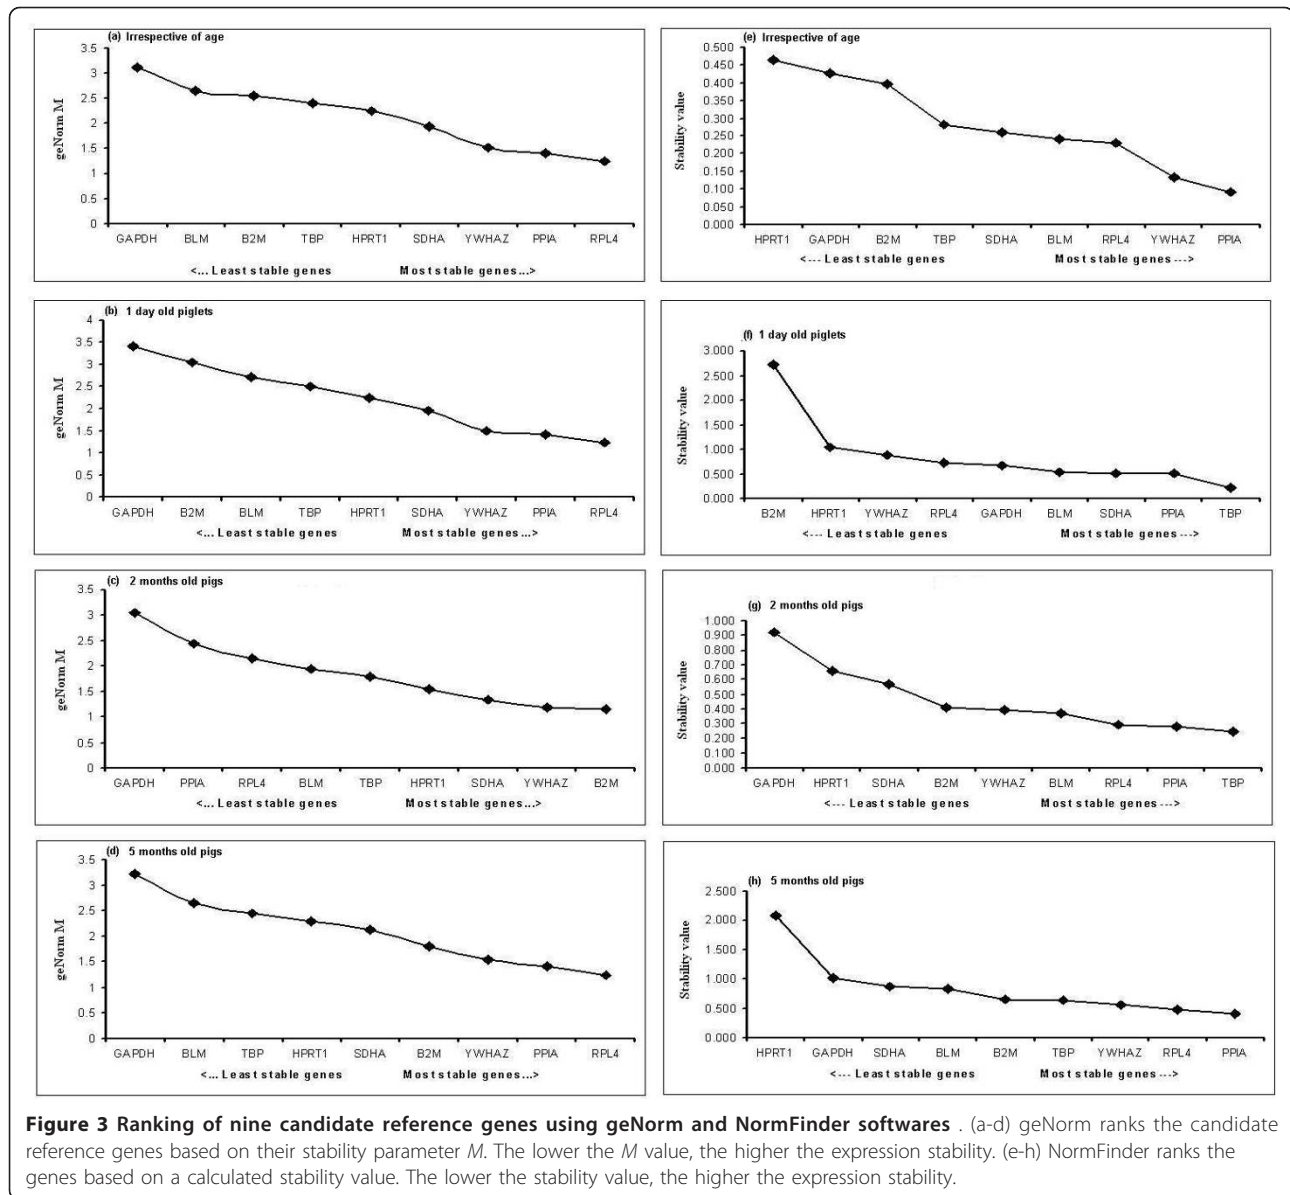 (a) Irrespective of age
geNorm M
3.5
3
2.5
2
1.5
1
0.5
0
GAPDH BLM B2M TBP HPRT1 SDHA YWHAZ PPIA RPL4
<... Least stable genes Most stable genes...>
(e) Irrespective of age
Stability value
0.500
0.450
0.400
0.350
0.300
0.250
0.200
0.150
0.100
0.050
0.000
HPRT1 GAPDH B2M TBP SDHA BLM RPL4 YWHAZ PPIA
<--- Least stable genes Most stable genes --->
(b) 1 day old piglets
geNorm M
4
3.5
3
2.5
2
1.5
1
0.5
0
GAPDH B2M BLM TBP HPRT1 SDHA YWHAZ PPIA RPL4
<... Least stable genes Most stable genes...>
(f) 1 day old piglets
Stability value
3.000
2.500
2.000
1.500
1.000
0.500
0.000
B2M HPRT1 YWHAZ RPL4 GAPDH BLM SDHA PPIA TBP
<--- Least stable genes Most stable genes --->
(c) 2 months old pigs
geNorm M
3.5
3
2.5
2
1.5
1
0.5
0
GAPDH PPIA RPL4 BLM TBP HPRT1 SDHA YWHAZ B2M
<... Least stable genes Most stable genes...>
(g) 2 months old pigs
Stability value
1.000
0.900
0.800
0.700
0.600
0.500
0.400
0.300
0.200
0.100
0.000
GAPDH HPRT1 SDHA B2M YWHAZ BLM RPL4 PPIA TBP
<--- Least stable genes Most stable genes --->
(d) 5 months old pigs
geNorm M
3.5
3
2.5
2
1.5
1
0.5
0
GAPDH BLM TBP HPRT1 SDHA B2M YWHAZ PPIA RPL4
<... Least stable genes Most stable genes...>
(h) 5 months old pigs
Stability value
2.500
2.000
1.500
1.000
0.500
0.000
HPRT1 GAPDH SDHA BLM B2M TBP YWHAZ RPL4 PPIA
<--- Least stable genes Most stable genes --->
Figure 3 Ranking of nine candidate reference genes using geNorm and NormFinder softwares . (a-d) geNorm ranks the candidate
reference genes based on their stability parameter M. The lower the M value, the higher the expression stability. (e-h) NormFinder ranks the
genes based on a calculated stability value. The lower the stability value, the higher the expression stability.